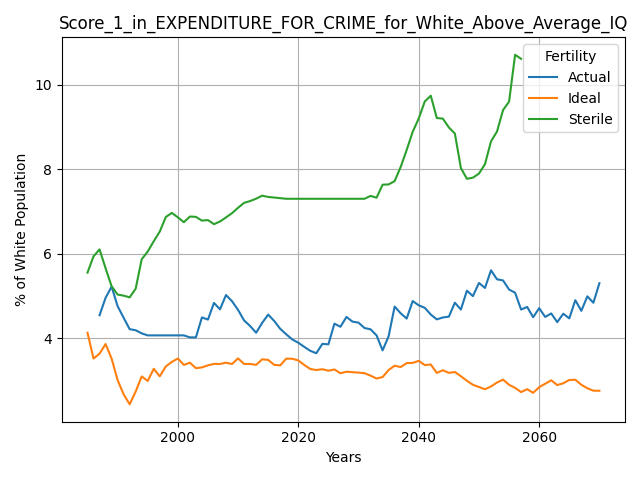 Score_1_in_EXPENDITURE_FOR_CRIME_for_White_Above_Average_IQ
Fertility
Actual
Ideal
Sterile
% of White Population
10
8
6
4
2000
2020
2040
2060
Years